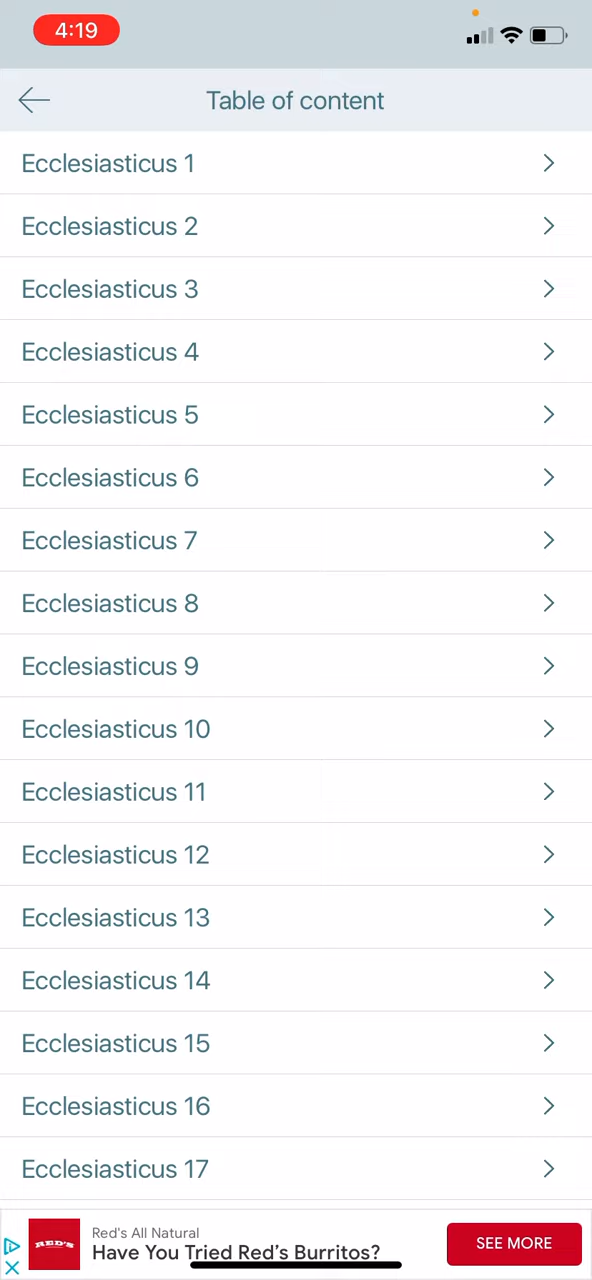 4:19
Table of content
Ecclesiasticus 1
Ecclesiasticus 2
Ecclesiasticus 3
Ecclesiasticus 4
Ecclesiasticus 5
Ecclesiasticus 6
Ecclesiasticus 7
Ecclesiasticus 8
Ecclesiasticus 9
Ecclesiasticus 10
Ecclesiasticus 11
Ecclesiasticus 12
Ecclesiasticus 13
Ecclesiasticus 14
Ecclesiasticus 15
Ecclesiasticus 16
Ecclesiasticus 17
RED'S
Red's All Natural
Have You Tried Red's Burritos?
SEE MORE